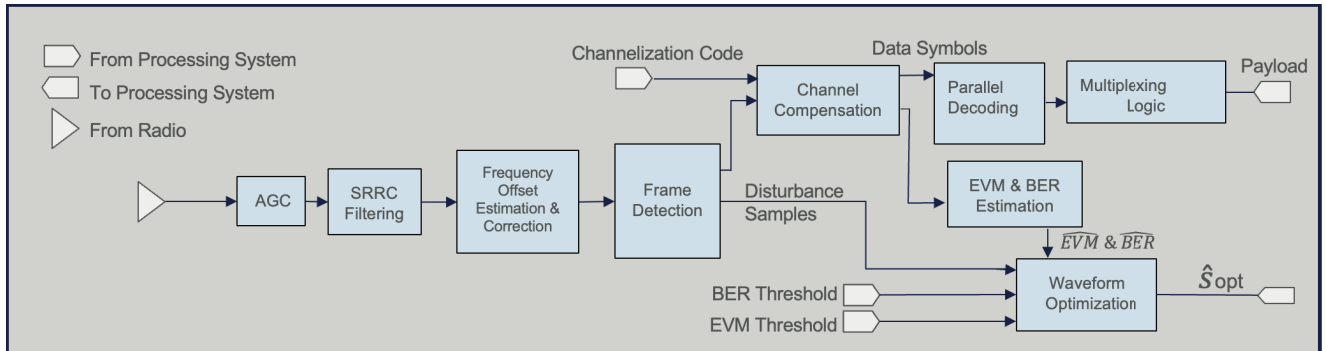 From Processing System
To Processing System
From Radio
Channelization Code
Data Symbols
Payload
Channel
Compensation
Parallel
Decoding
Multiplexing
Logic
AGC
SRRC
Filtering
Frequency
Offset
Estimation &
Correction
Frame
Detection
Disturbance
Samples
EVM & BER
Estimation
\widehat{EVM} & \widehat{BER}
BER Threshold
EVM Threshold
Waveform
Optimization
Ŝopt